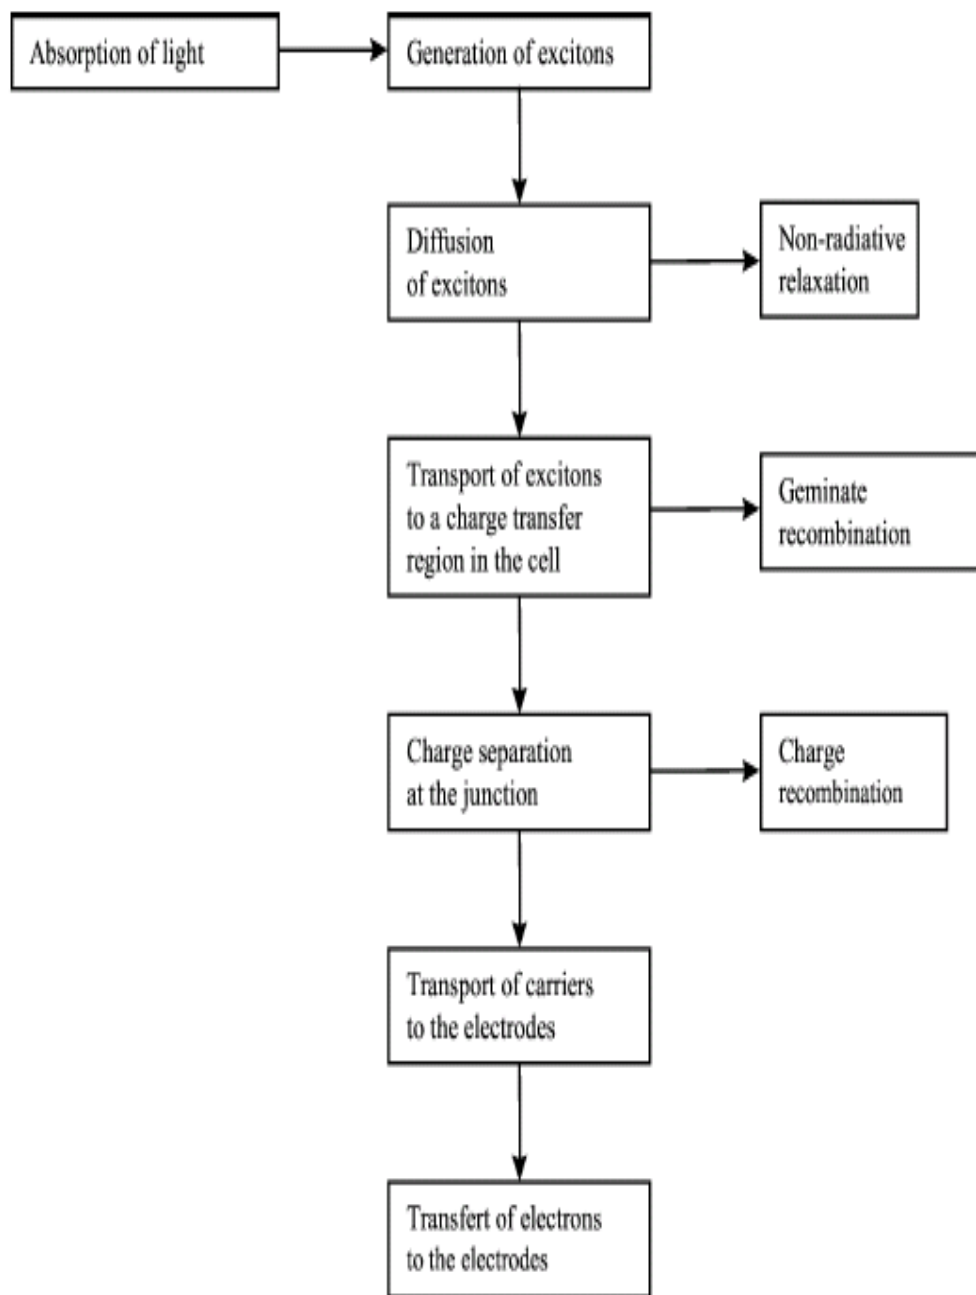 Absorption of light
Generation of excitons
Diffusion
of excitons
Non-radiative
relaxation
Transport of excitons
to a charge transfer
region in the cell
Geminate
recombination
Charge separation
at the junction
Charge
recombination
Transport of carriers
to the electrodes
Transfert of electrons
to the electrodes